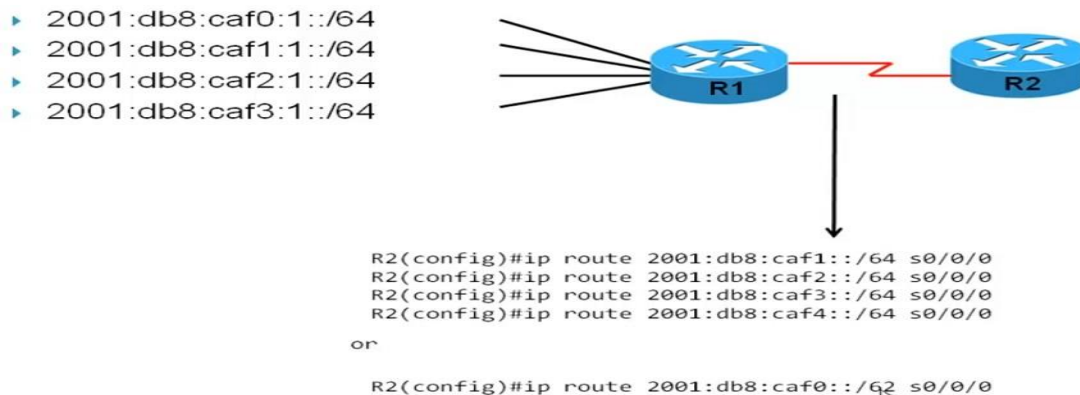 2001:db8:caf0:1::/64
2001:db8:caf1:1::/64
2001:db8:caf2:1::/64
2001:db8:caf3:1::/64
R1
R2
R2(config)#ip route 2001:db8:caf1::/64 s0/0/0
R2(config)#ip route 2001:db8:caf2::/64 s0/0/0
R2(config)#ip route 2001:db8:caf3::/64 s0/0/0
R2(config)#ip route 2001:db8:caf4::/64 s0/0/0
or
R2(config)#ip route 2001:db8:caf0::/62 s0/0/0